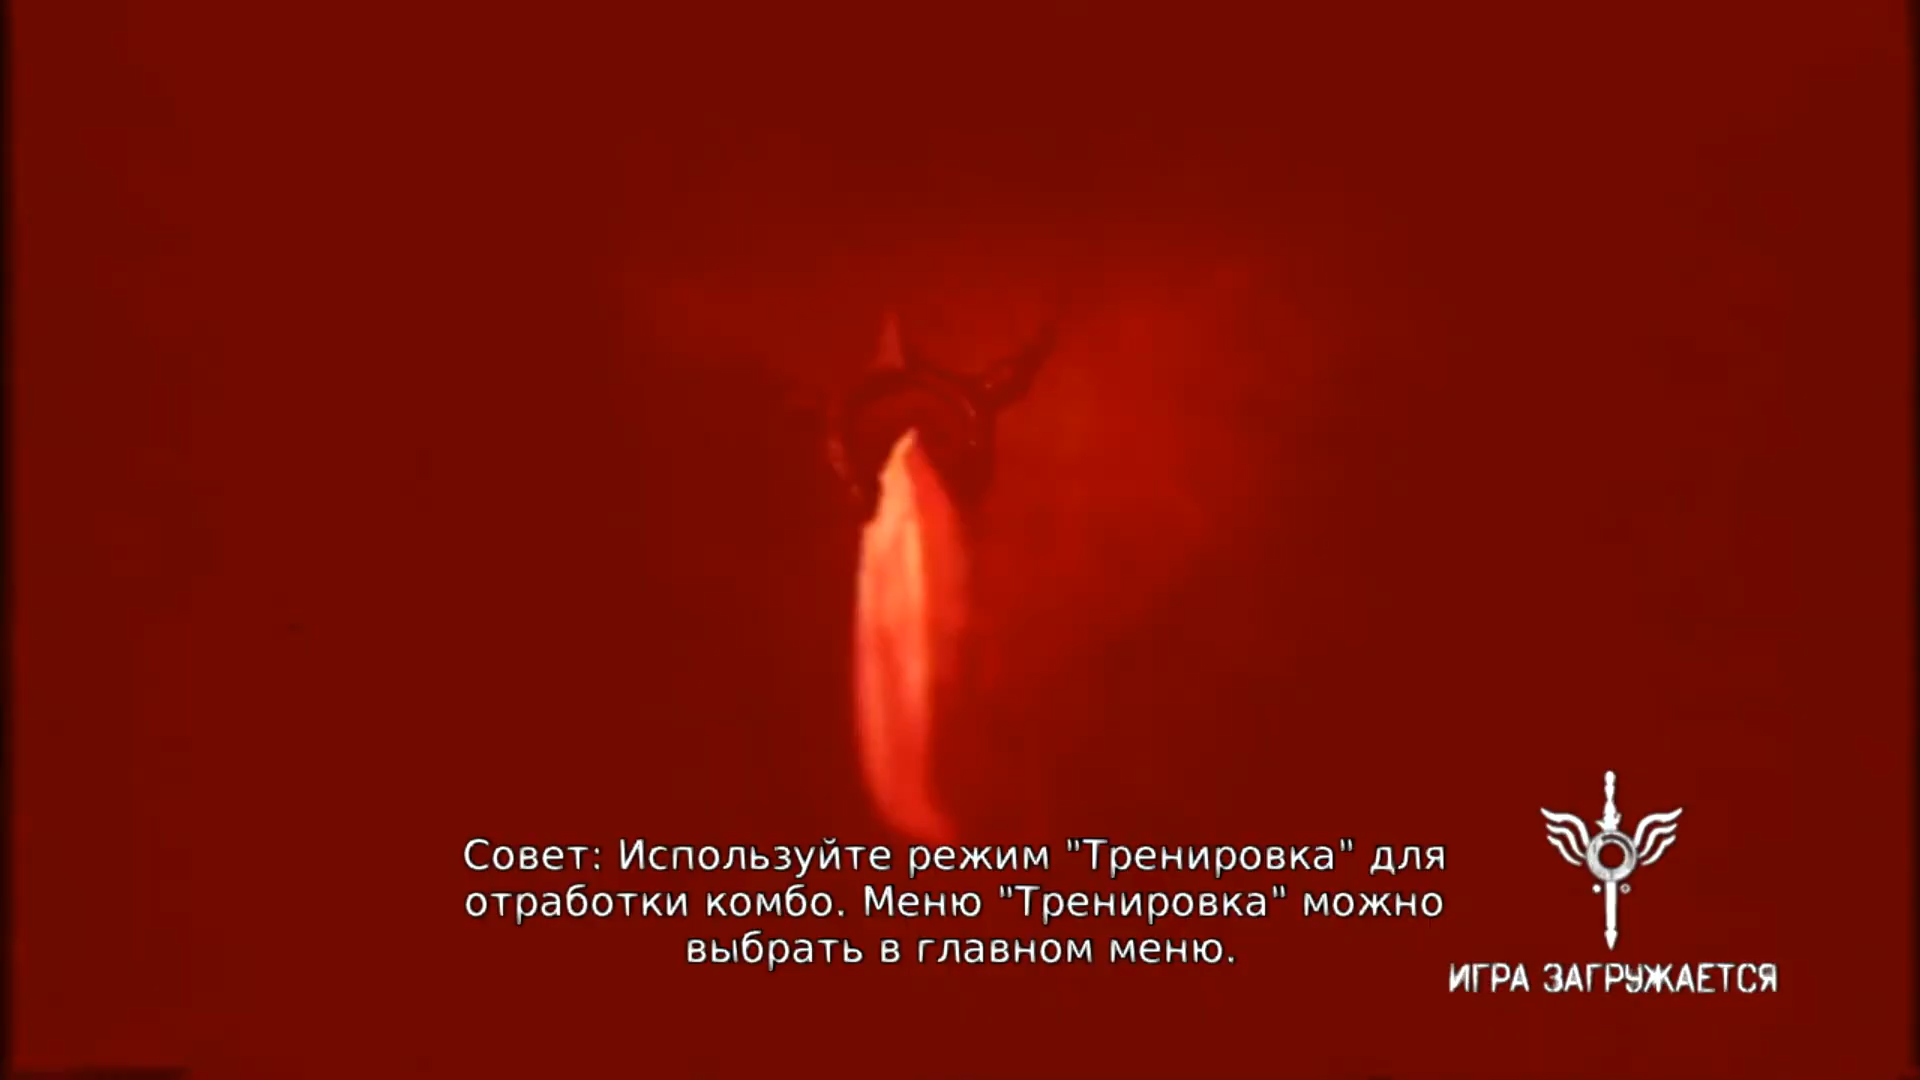 Совет: Используйте режим "Тренировка" для
отработки комбо. Меню "Тренировка" можно
выбрать в главном меню.
ИГРА ЗАГРУЖАЕТСЯ